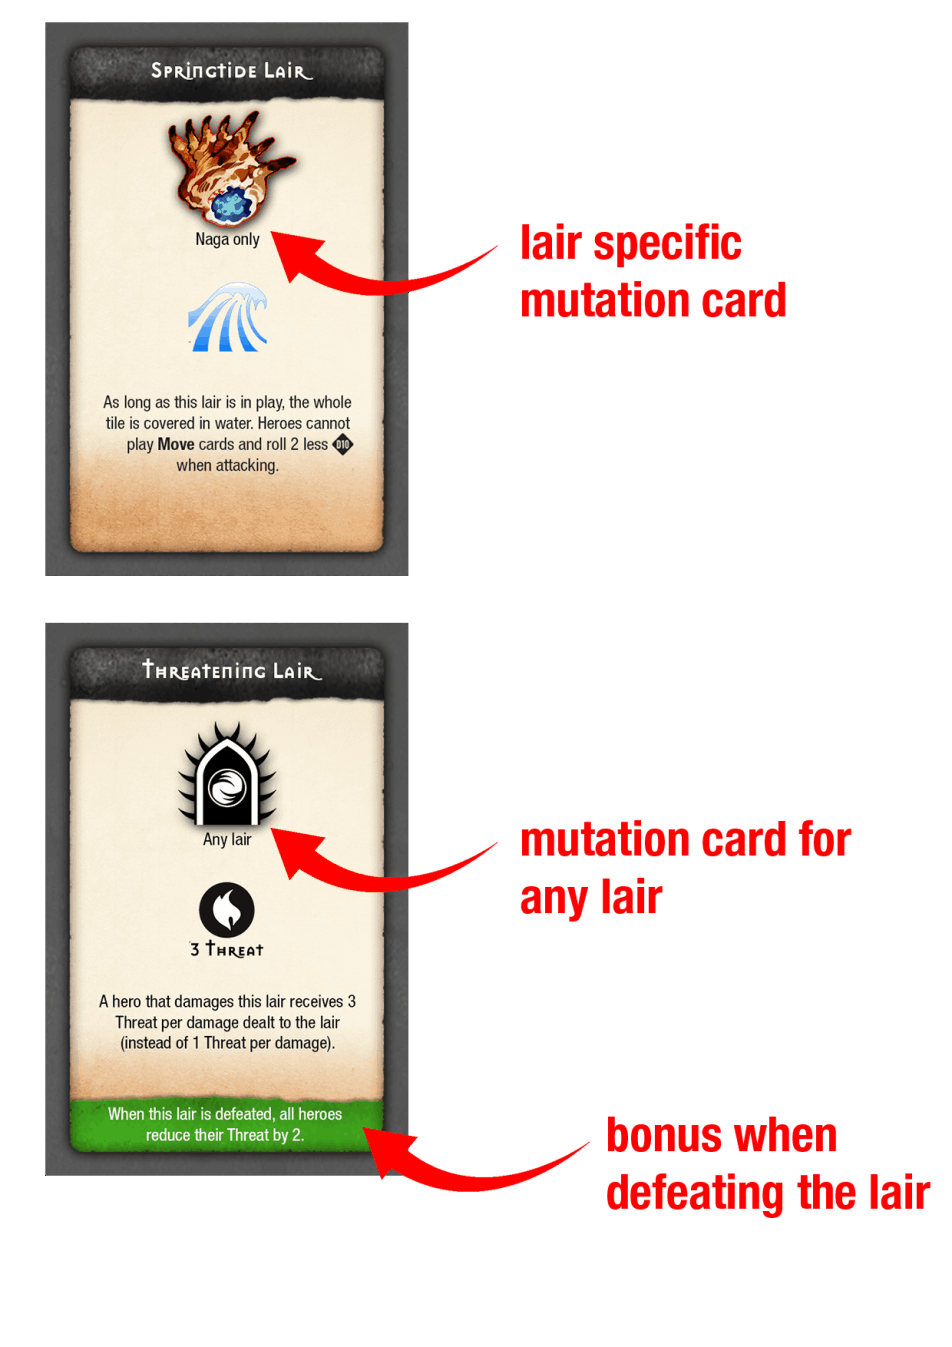 Springtide Lair
Naga only
lair specific
mutation card
As long as this lair is in play, the whole
tile is covered in water. Heroes cannot
play Move cards and roll 2 less D10
when attacking.
Threatening Lair
Any lair
mutation card for
any lair
3 Threat
A hero that damages this lair receives 3
Threat per damage dealt to the lair
(instead of 1 Threat per damage).
When this lair is defeated, all heroes
reduce their Threat by 2.
bonus when
defeating the lair